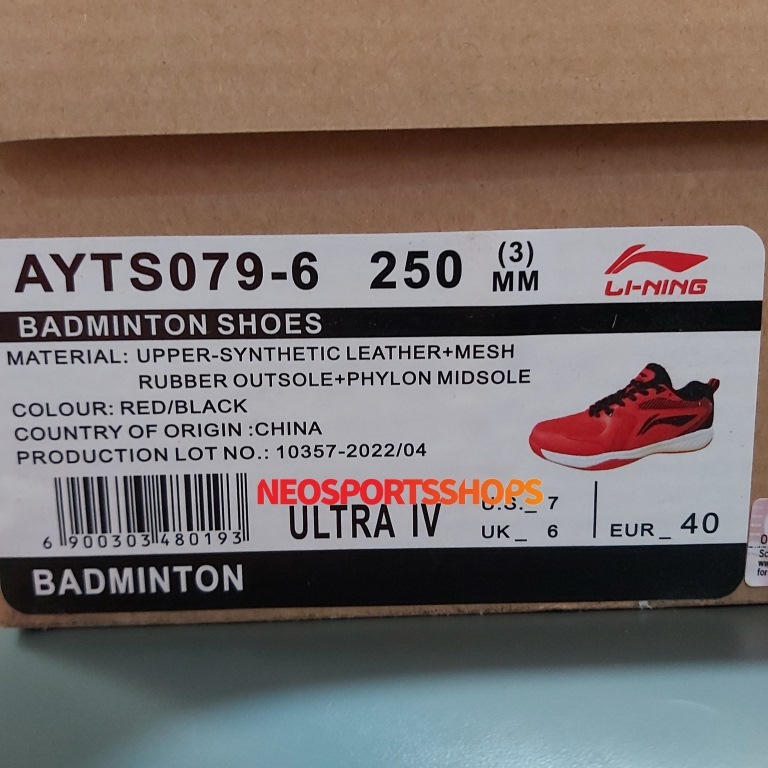 AYTS079-6 250 (3) MM
LI-NING
BADMINTON SHOES
MATERIAL: UPPER-SYNTHETIC LEATHER+MESH
RUBBER OUTSOLE+PHYLON MIDSOLE
COLOUR: RED/BLACK
COUNTRY OF ORIGIN :CHINA
PRODUCTION LOT NO.: 10357-2022/04
NEOSPORTSSHOPS
6 900303 480193
ULTRA IV
U.S._ 7
UK_ 6
EUR_ 40
BADMINTON